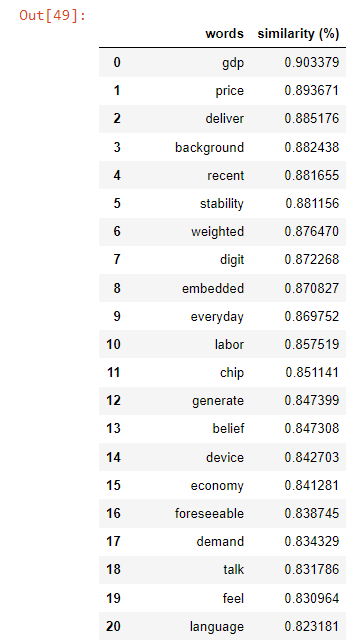 Out[49]:
words similarity (%)
0 gdp 0.903379
1 price 0.893671
2 deliver 0.885176
3 background 0.882438
4 recent 0.881655
5 stability 0.881156
6 weighted 0.876470
7 digit 0.872268
8 embedded 0.870827
9 everyday 0.869752
10 labor 0.857519
11 chip 0.851141
12 generate 0.847399
13 belief 0.847308
14 device 0.842703
15 economy 0.841281
16 foreseeable 0.838745
17 demand 0.834329
18 talk 0.831786
19 feel 0.830964
20 language 0.823181